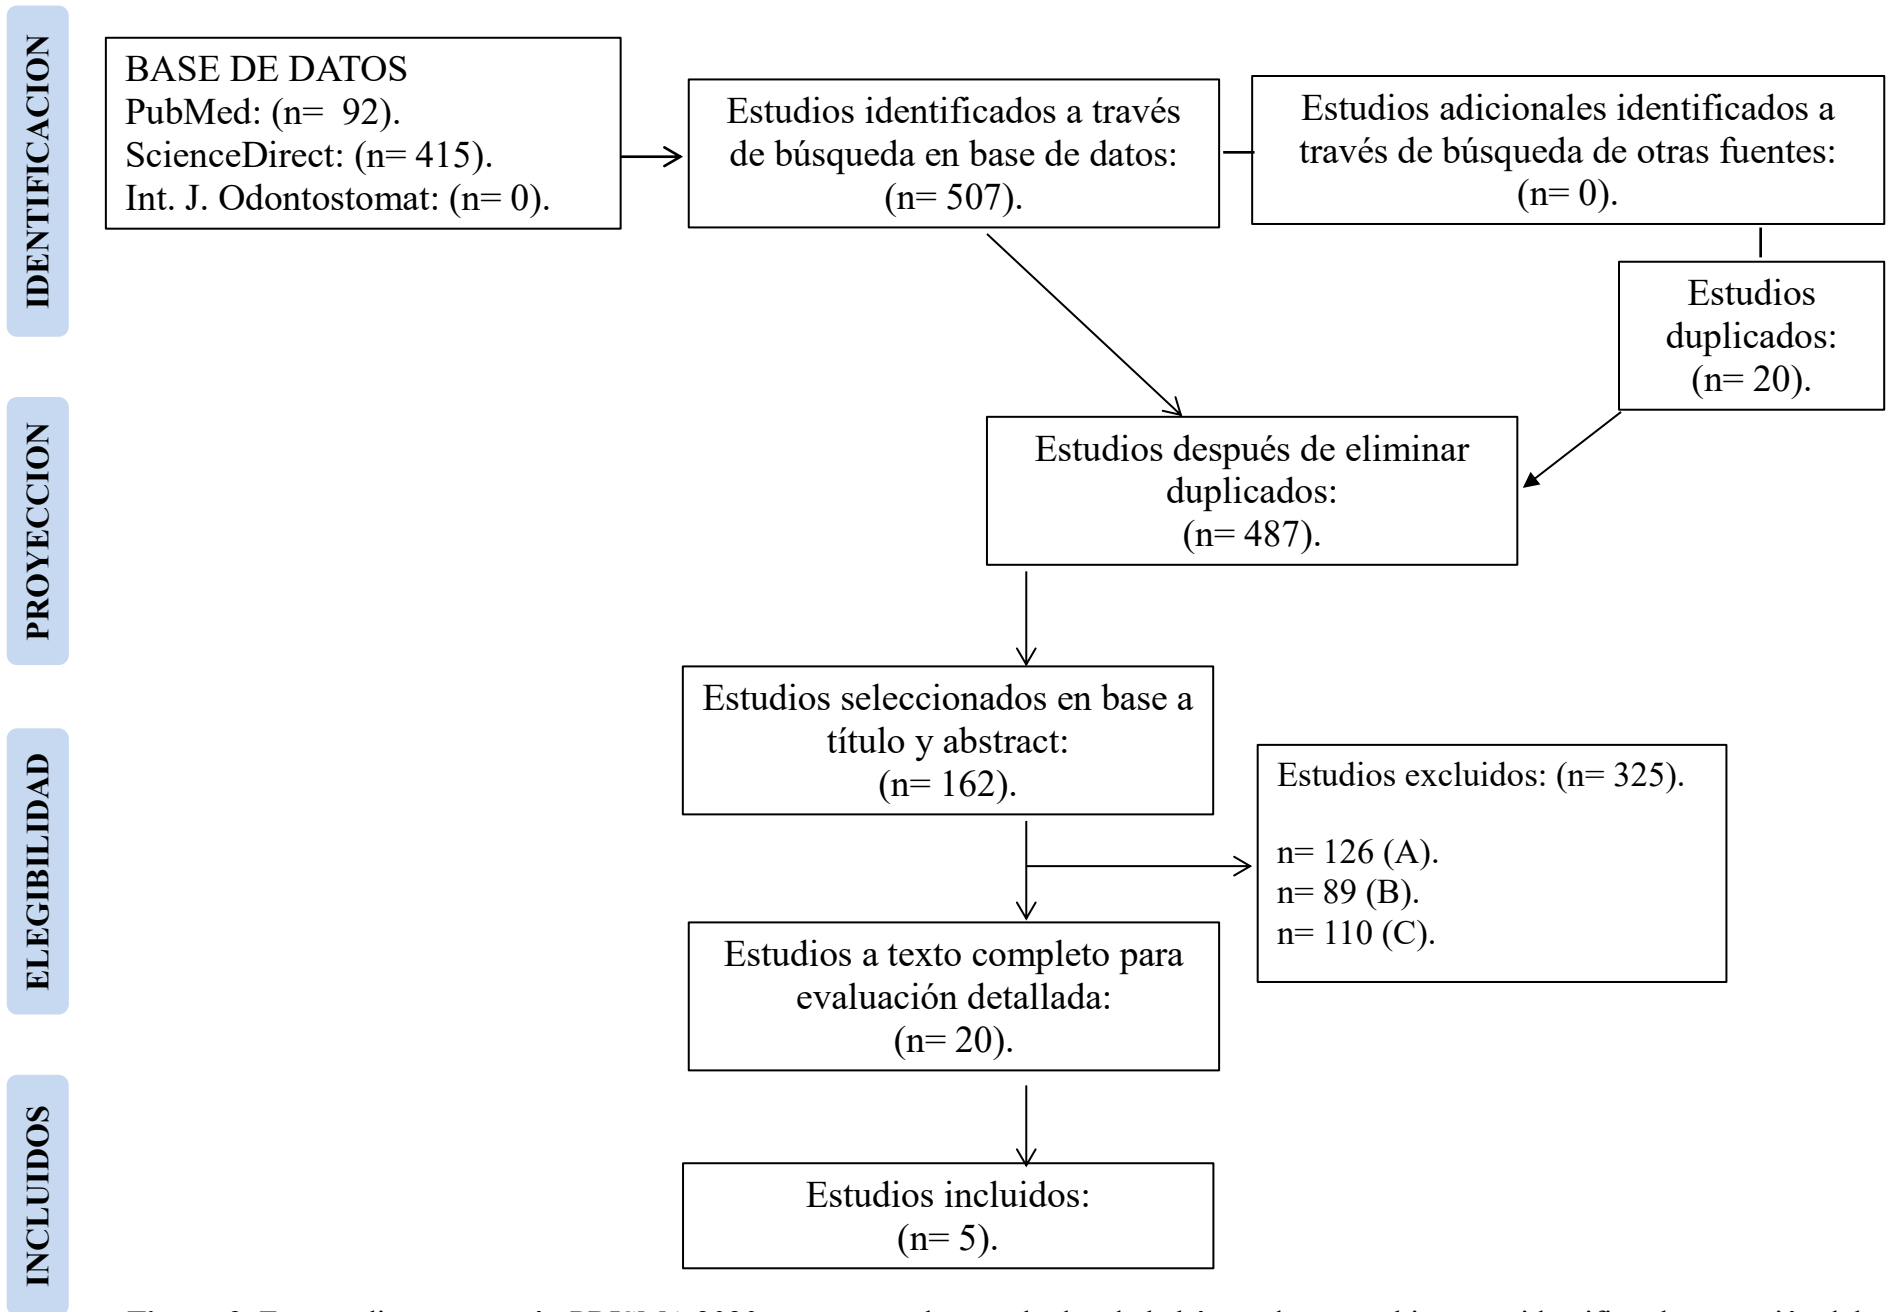 IDENTIFICACION
BASE DE DATOS
PubMed: (n= 92).
ScienceDirect: (n= 415).
Int. J. Odontostomat: (n= 0).
Estudios identificados a través
de búsqueda en base de datos:
(n= 507).
Estudios adicionales identificados a
través de búsqueda de otras fuentes:
(n= 0).
Estudios
duplicados:
(n= 20).
PROYECCION
Estudios después de eliminar
duplicados:
(n= 487).
Estudios seleccionados en base a
título y abstract:
(n= 162).
ELEGIBILIDAD
Estudios excluidos: (n= 325).
n= 126 (A).
n= 89 (B).
n= 110 (C).
Estudios a texto completo para
evaluación detallada:
(n= 20).
INCLUIDOS
Estudios incluidos:
(n= 5).